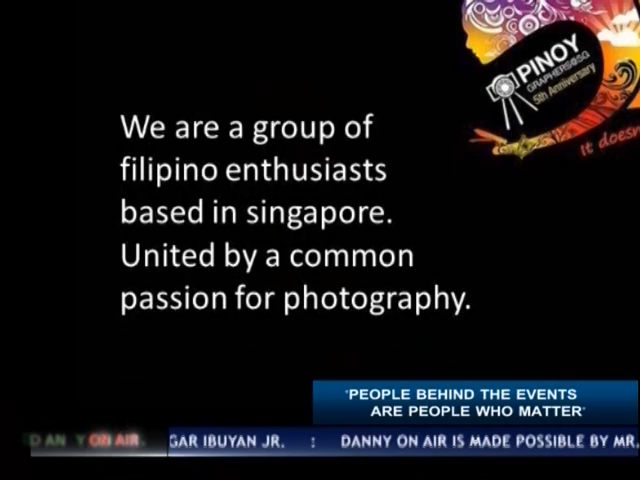 PINOY
GRAPHERS@SG
5th Anniversary
it does
We are a group of
filipino enthusiasts
based in singapore.
United by a common
passion for photography.
"PEOPLE BEHIND THE EVENTS
ARE PEOPLE WHO MATTER"
ON AIR
GAR IBUYAN JR. : DANNY ON AIR IS MADE POSSIBLE BY MR.